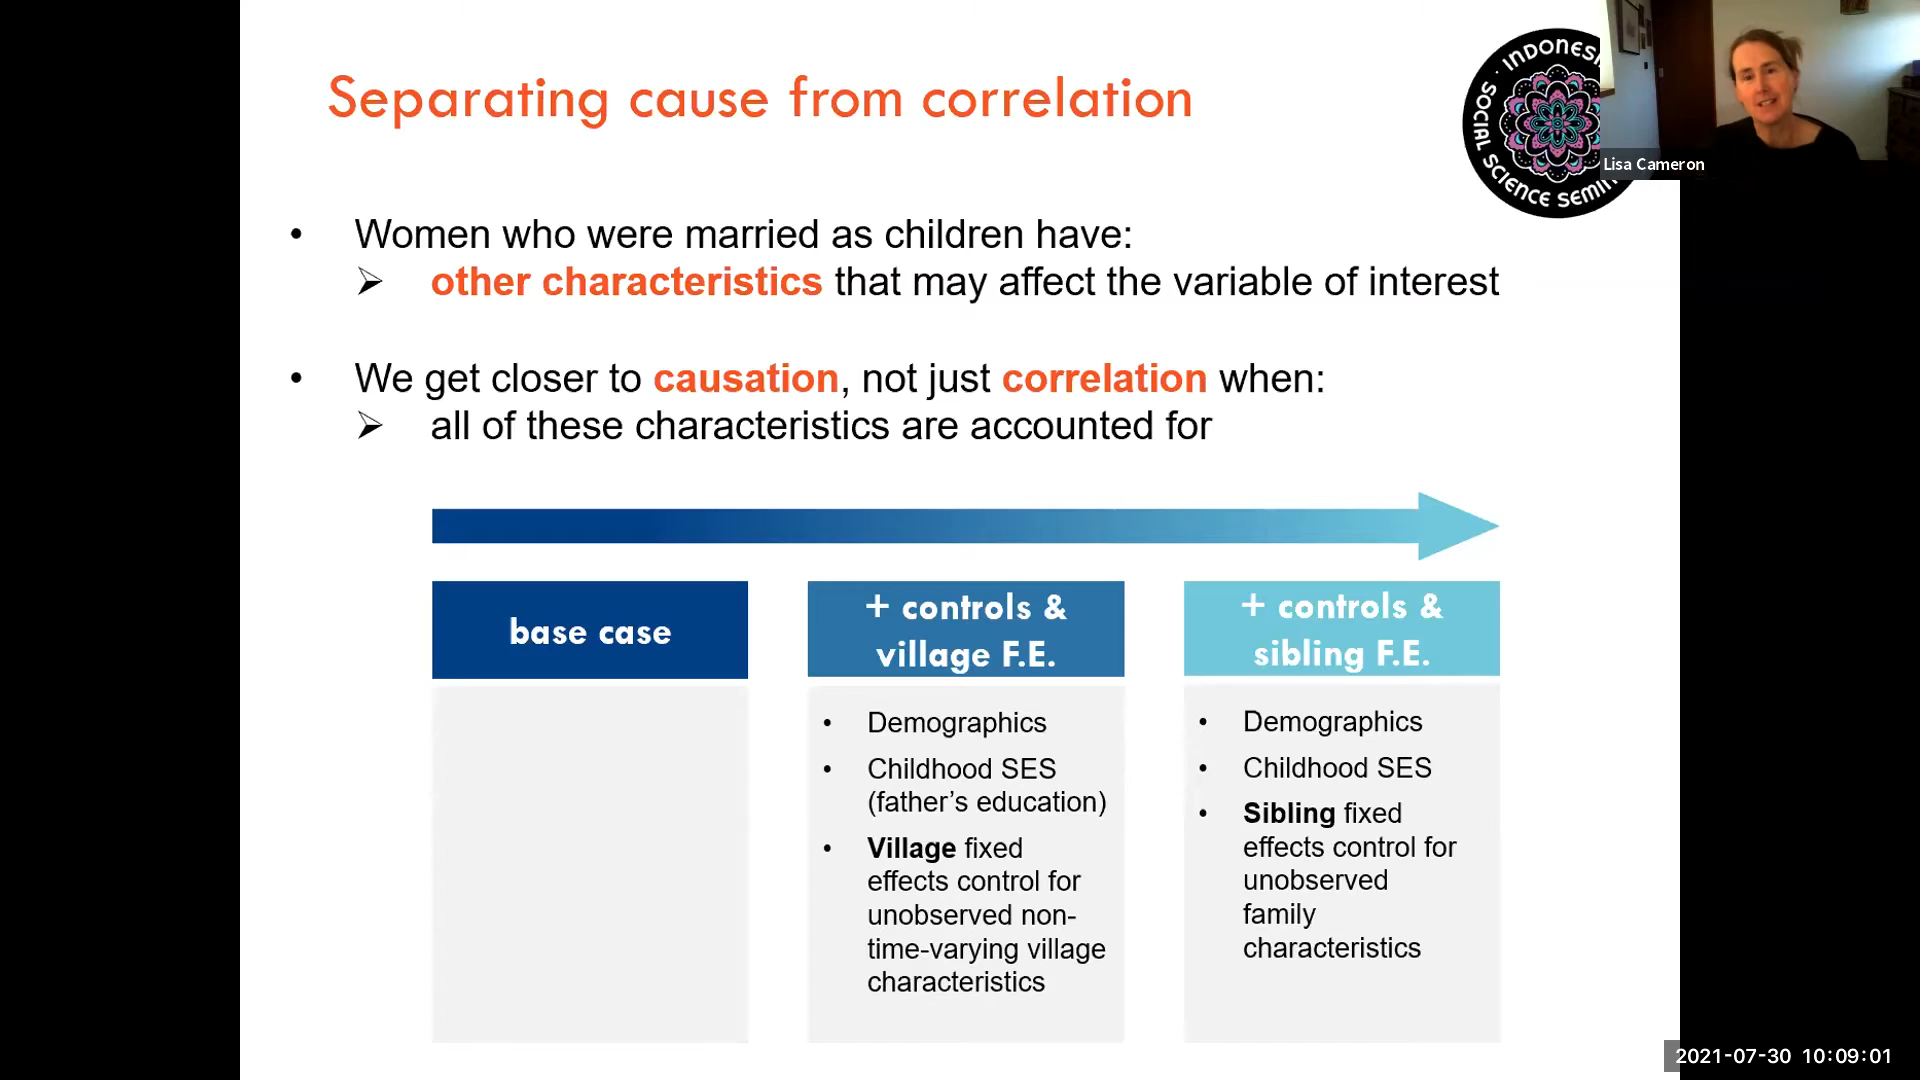 Separating cause from correlation
INDONESI
SOCIAL SCIENCE SEMIN
Lisa Cameron
• Women who were married as children have:
➢ other characteristics that may affect the variable of interest
• We get closer to causation, not just correlation when:
➢ all of these characteristics are accounted for
base case
+ controls &
village F.E.
• Demographics
• Childhood SES
(father’s education)
• Village fixed
effects control for
unobserved non-
time-varying village
characteristics
+ controls &
sibling F.E.
• Demographics
• Childhood SES
• Sibling fixed
effects control for
unobserved
family
characteristics
2021-07-30 10:09:01